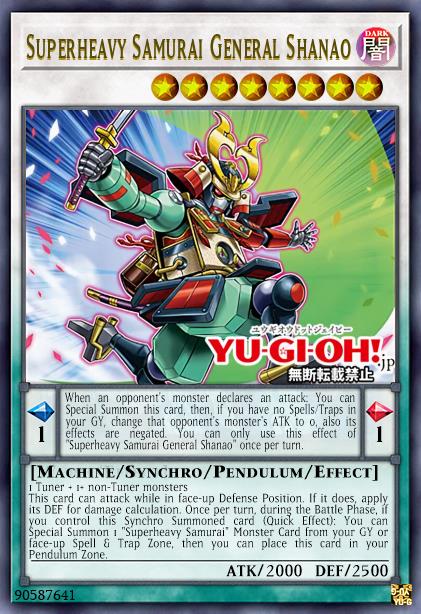 Superheavy Samurai General Shanao
DARK
闇
ユウギオウドットジェイピー
YU-GI-OH!.jp
無断転載禁止
When an opponent's monster declares an attack: You can
Special Summon this card, then, if you have no Spells/Traps in
your GY, change that opponent's monster's ATK to 0, also its
effects are negated. You can only use this effect of
"Superheavy Samurai General Shanao" once per turn.
1
1
[Machine/Synchro/Pendulum/Effect]
1 Tuner + 1+ non-Tuner monsters
This card can attack while in face-up Defense Position. If it does, apply
its DEF for damage calculation. Once per turn, during the Battle Phase, if
you control this Synchro Summoned card (Quick Effect): You can
Special Summon 1 "Superheavy Samurai" Monster Card from your GY or
face-up Spell & Trap Zone, then you can place this card in your
Pendulum Zone.
ATK/2000 DEF/2500
90587641